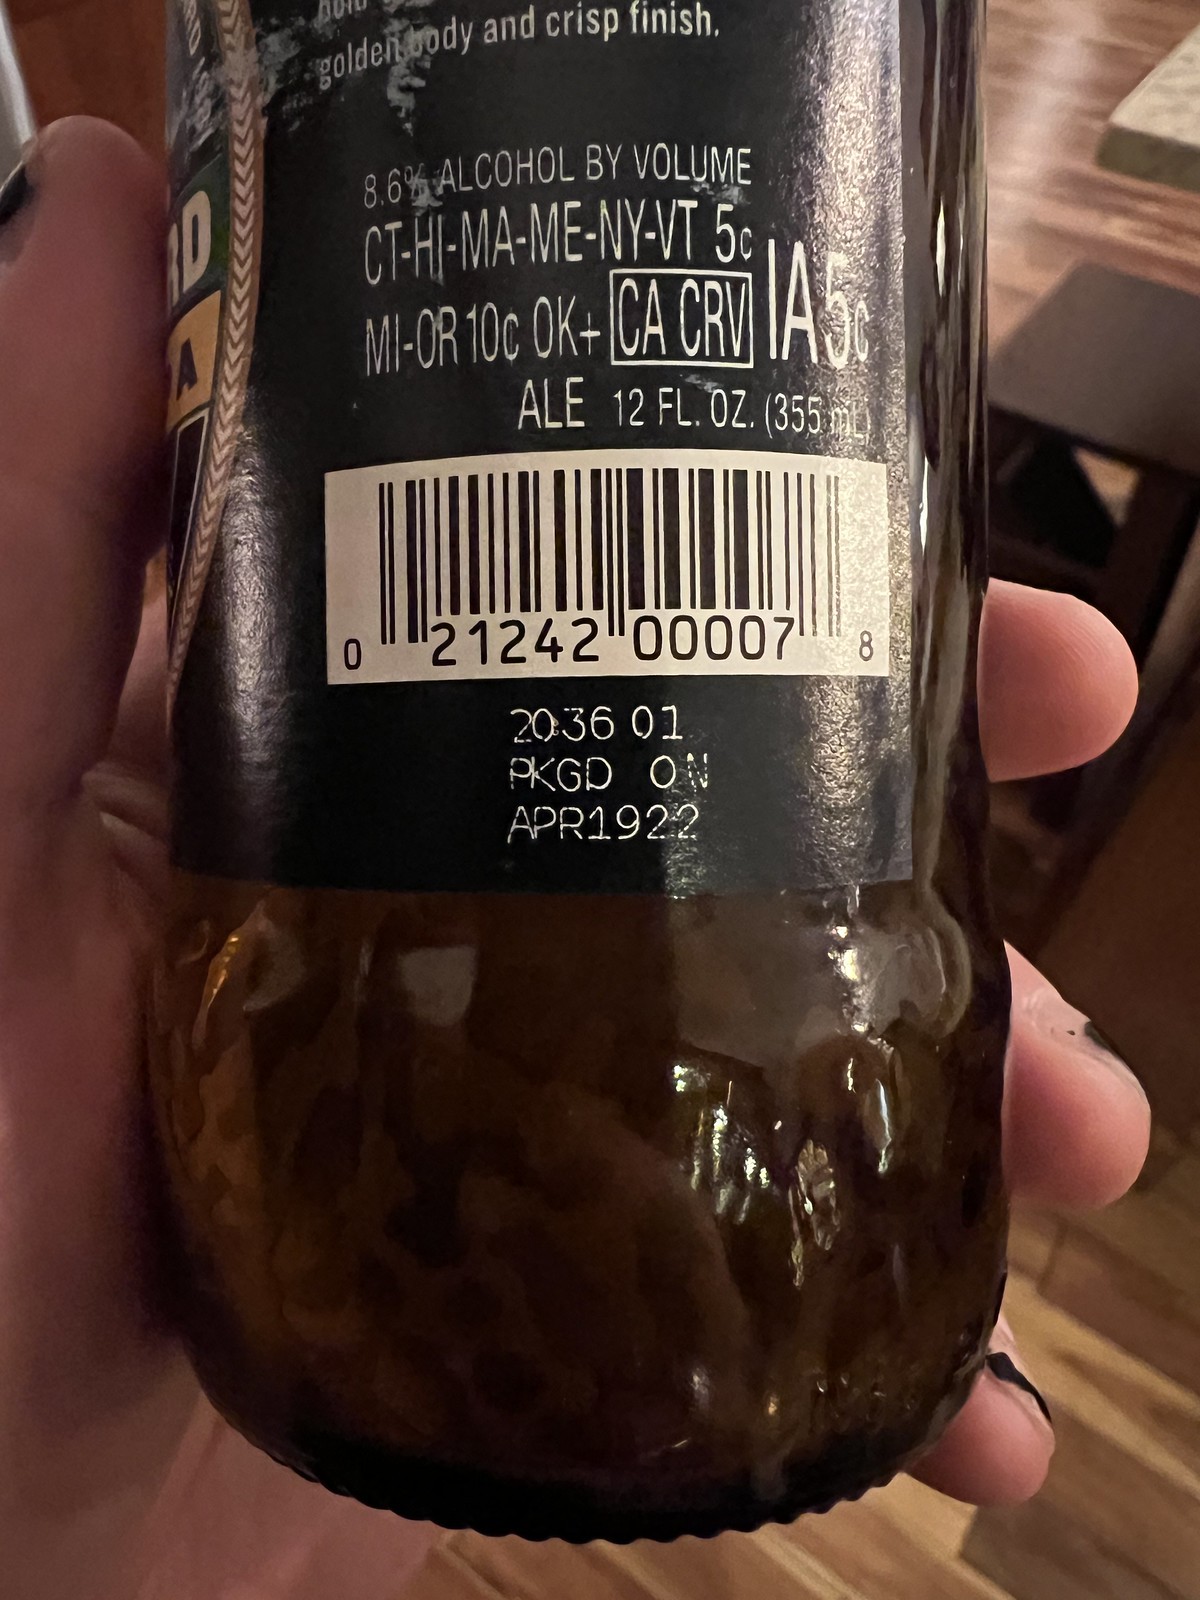 golden body and crisp finish.
8.6% ALCOHOL BY VOLUME
CT-HI-MA-ME-NY-VT 5¢
MI-OR 10¢ OK+ CA CRV IA 5¢
ALE 12 FL. OZ. (355 mL)
0 21242 00007 8
2036 01
PKGD ON
APR1922
RD
A